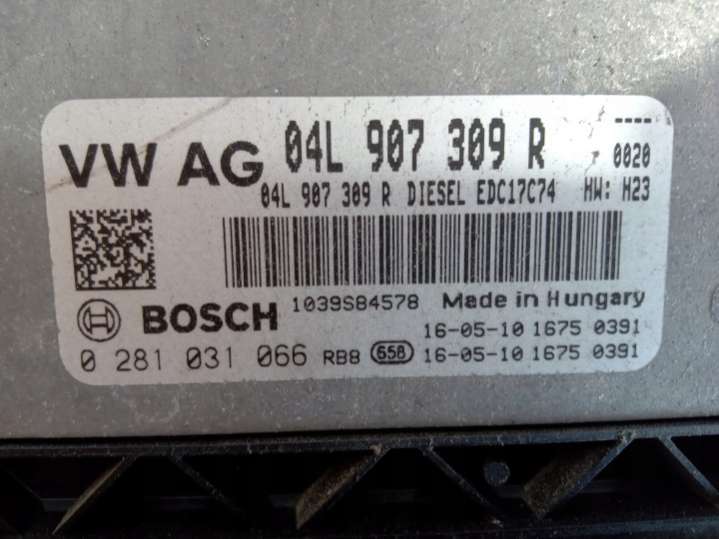 ----
VW AG 04L 907 309 R 0020
04L 907 309 R DIESEL EDC17C74 HW: H23
BOSCH 1039S84578 Made in Hungary
16-05-10 1675 0391
0 281 031 066 RB8 658 16-05-10 1675 0391